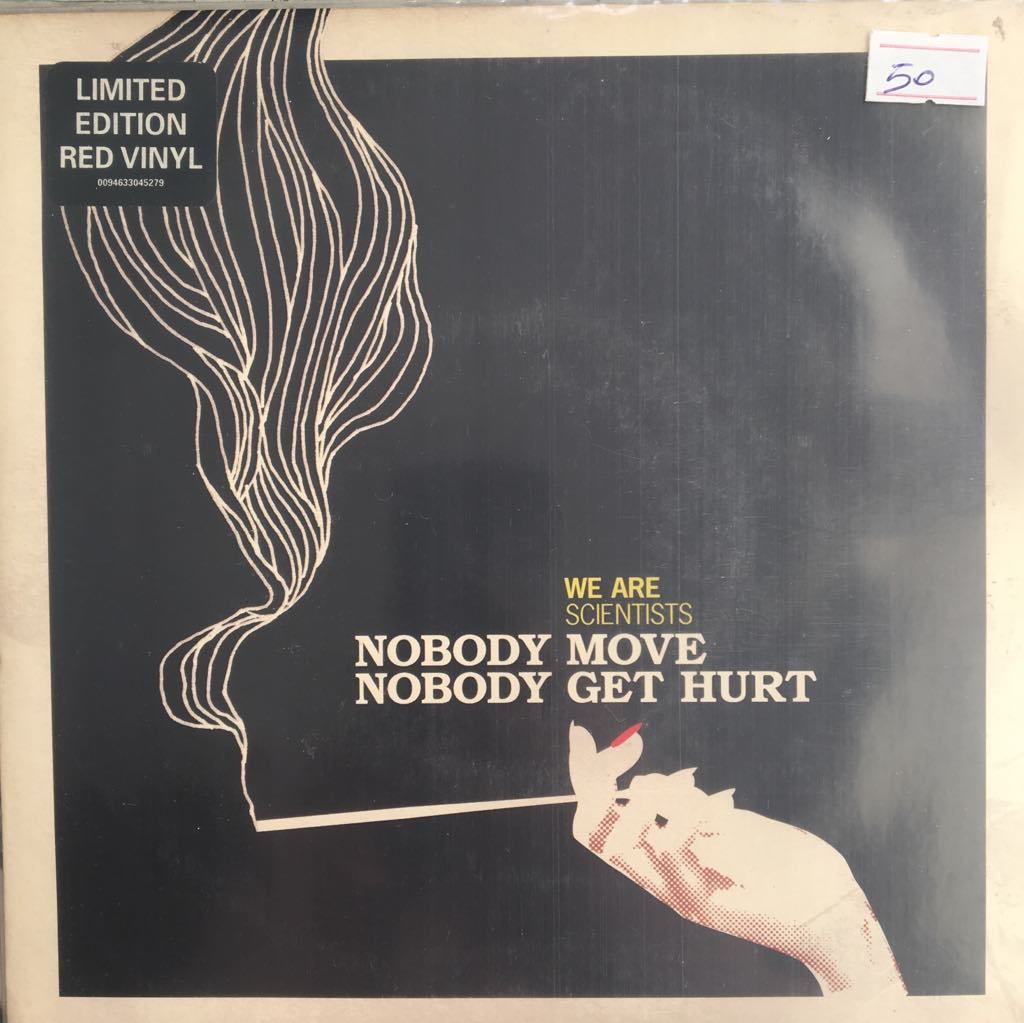 LIMITED
EDITION
RED VINYL
0094633045279
50
WE ARE
SCIENTISTS
NOBODY MOVE
NOBODY GET HURT